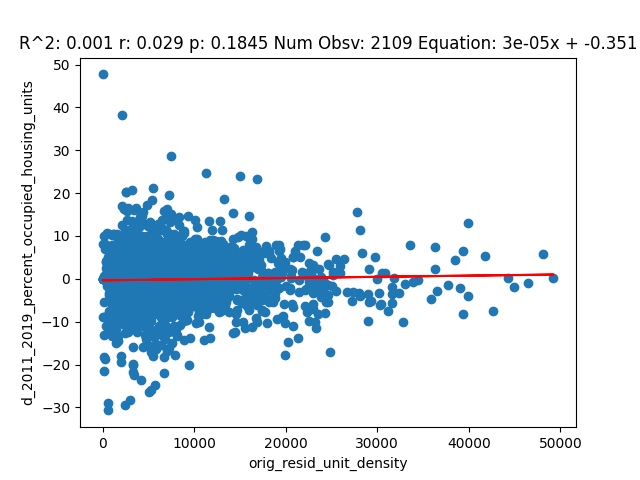 R^2: 0.001 r: 0.029 p: 0.1845 Num Obsv: 2109 Equation: 3e-05x + -0.351
50
40
30
20
10
0
−10
−20
−30
d_2011_2019_percent_occupied_housing_units
0 10000 20000 30000 40000 50000
orig_resid_unit_density